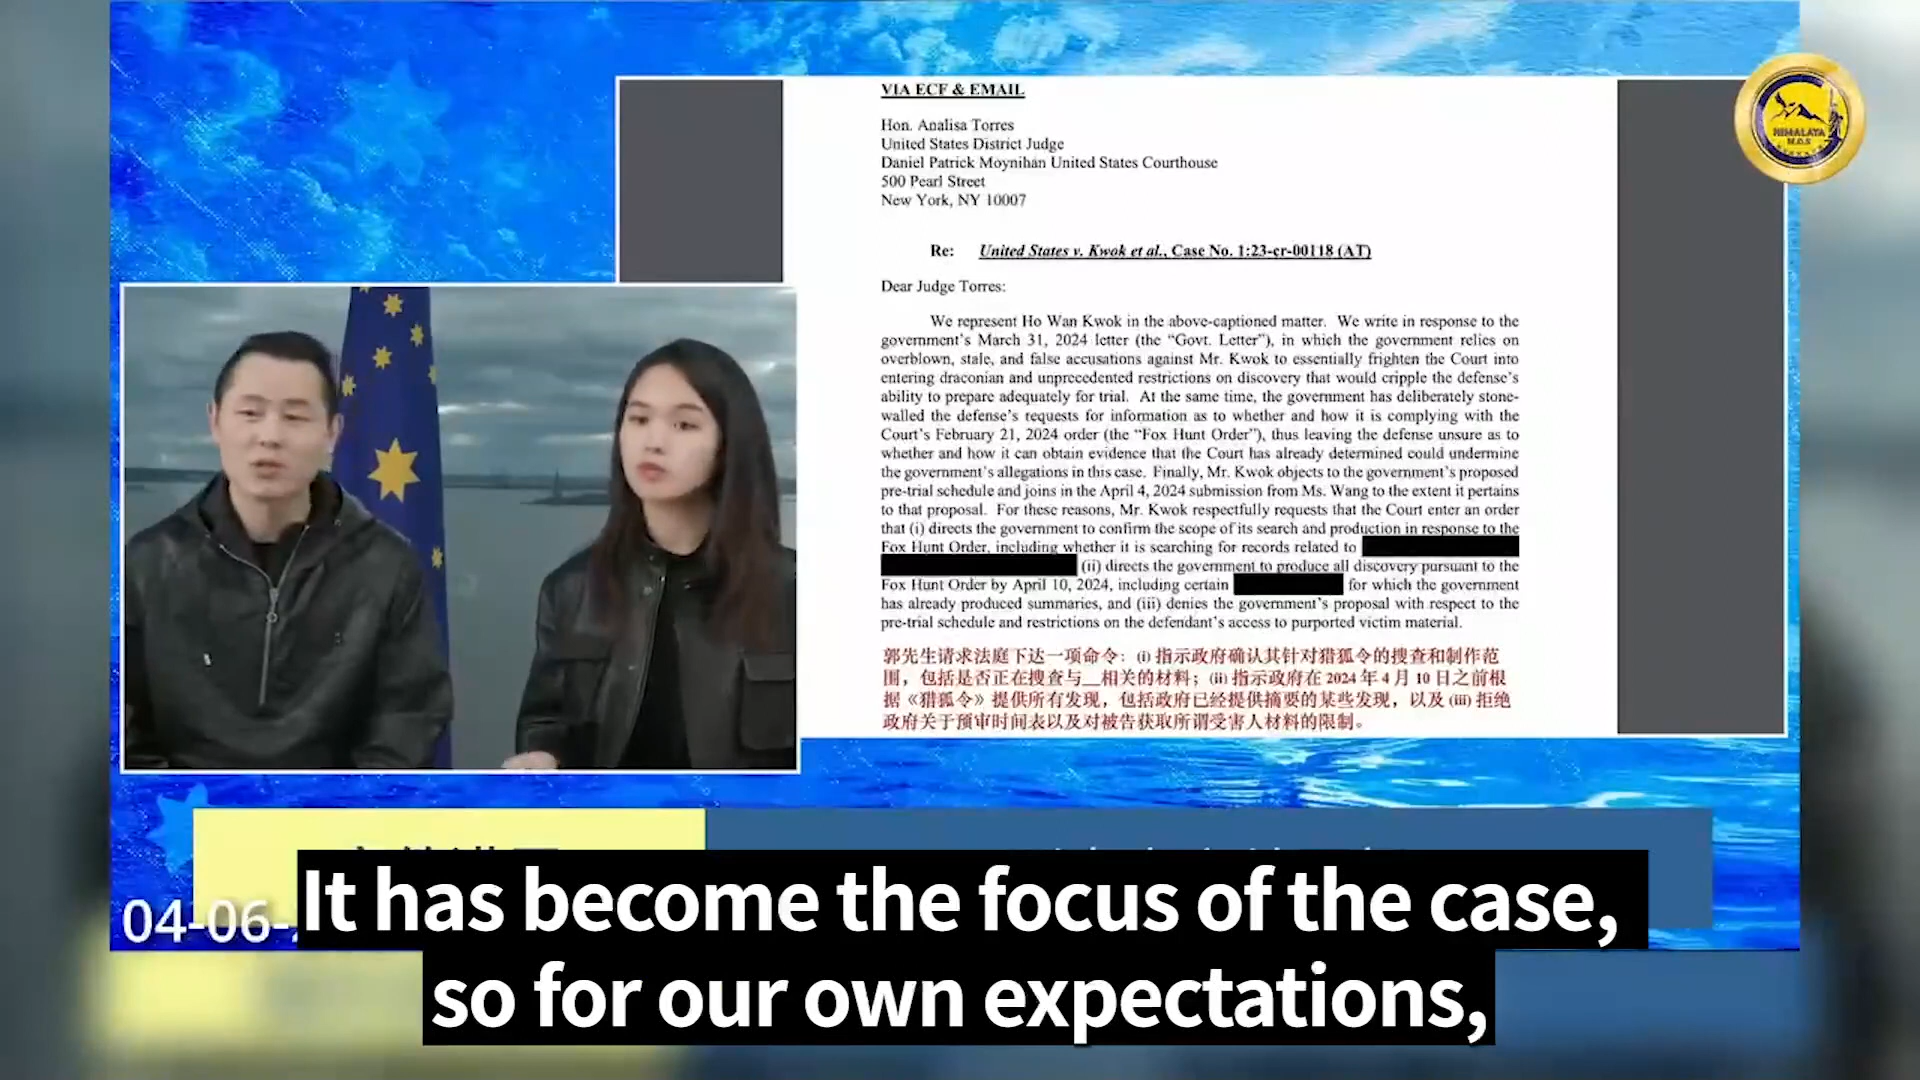 VIA ECF & EMAIL
Hon. Analisa Torres
United States District Judge
Daniel Patrick Moynihan United States Courthouse
500 Pearl Street
New York, NY 10007
Re: United States v. Kwok et al., Case No. 1:23-cr-00118 (AT)
Dear Judge Torres:
We represent Ho Wan Kwok in the above-captioned matter. We write in response to the
government's March 31, 2024 letter (the "Govt. Letter"), in which the government relies on
overblown, stale, and false accusations against Mr. Kwok to essentially frighten the Court into
entering draconian and unprecedented restrictions on discovery that would cripple the defense's
ability to prepare adequately for trial. At the same time, the government has deliberately stone-
walled the defense's requests for information as to whether and how it is complying with the
Court's February 21, 2024 order (the "Fox Hunt Order"), thus leaving the defense unsure as to
whether and how it can obtain evidence that the Court has already determined could undermine
the government's allegations in this case. Finally, Mr. Kwok objects to the government's proposed
pre-trial schedule and joins in the April 4, 2024 submission from Ms. Wang to the extent it pertains
to that proposal. For these reasons, Mr. Kwok respectfully requests that the Court enter an order
that (i) directs the government to confirm the scope of its search and production in response to the
Fox Hunt Order, including whether it is searching for records related to
(ii) directs the government to produce all discovery pursuant to the
Fox Hunt Order by April 10, 2024, including certain for which the government
has already produced summaries, and (iii) denies the government's proposal with respect to the
pre-trial schedule and restrictions on the defendant's access to purported victim material.
郭先生请求法庭下达一项命令：(i) 指示政府确认其针对猎狐令的搜查和制作范
围，包括是否正在搜查与__相关的材料；(ii) 指示政府在 2024 年 4 月 10 日之前根
据《猎狐令》提供所有发现，包括政府已经提供摘要的某些发现，以及 (iii) 拒绝
政府关于预审时间表以及对被告获取所谓受害人材料的限制。
HIMALAYA
04-06-
It has become the focus of the case,
so for our own expectations,